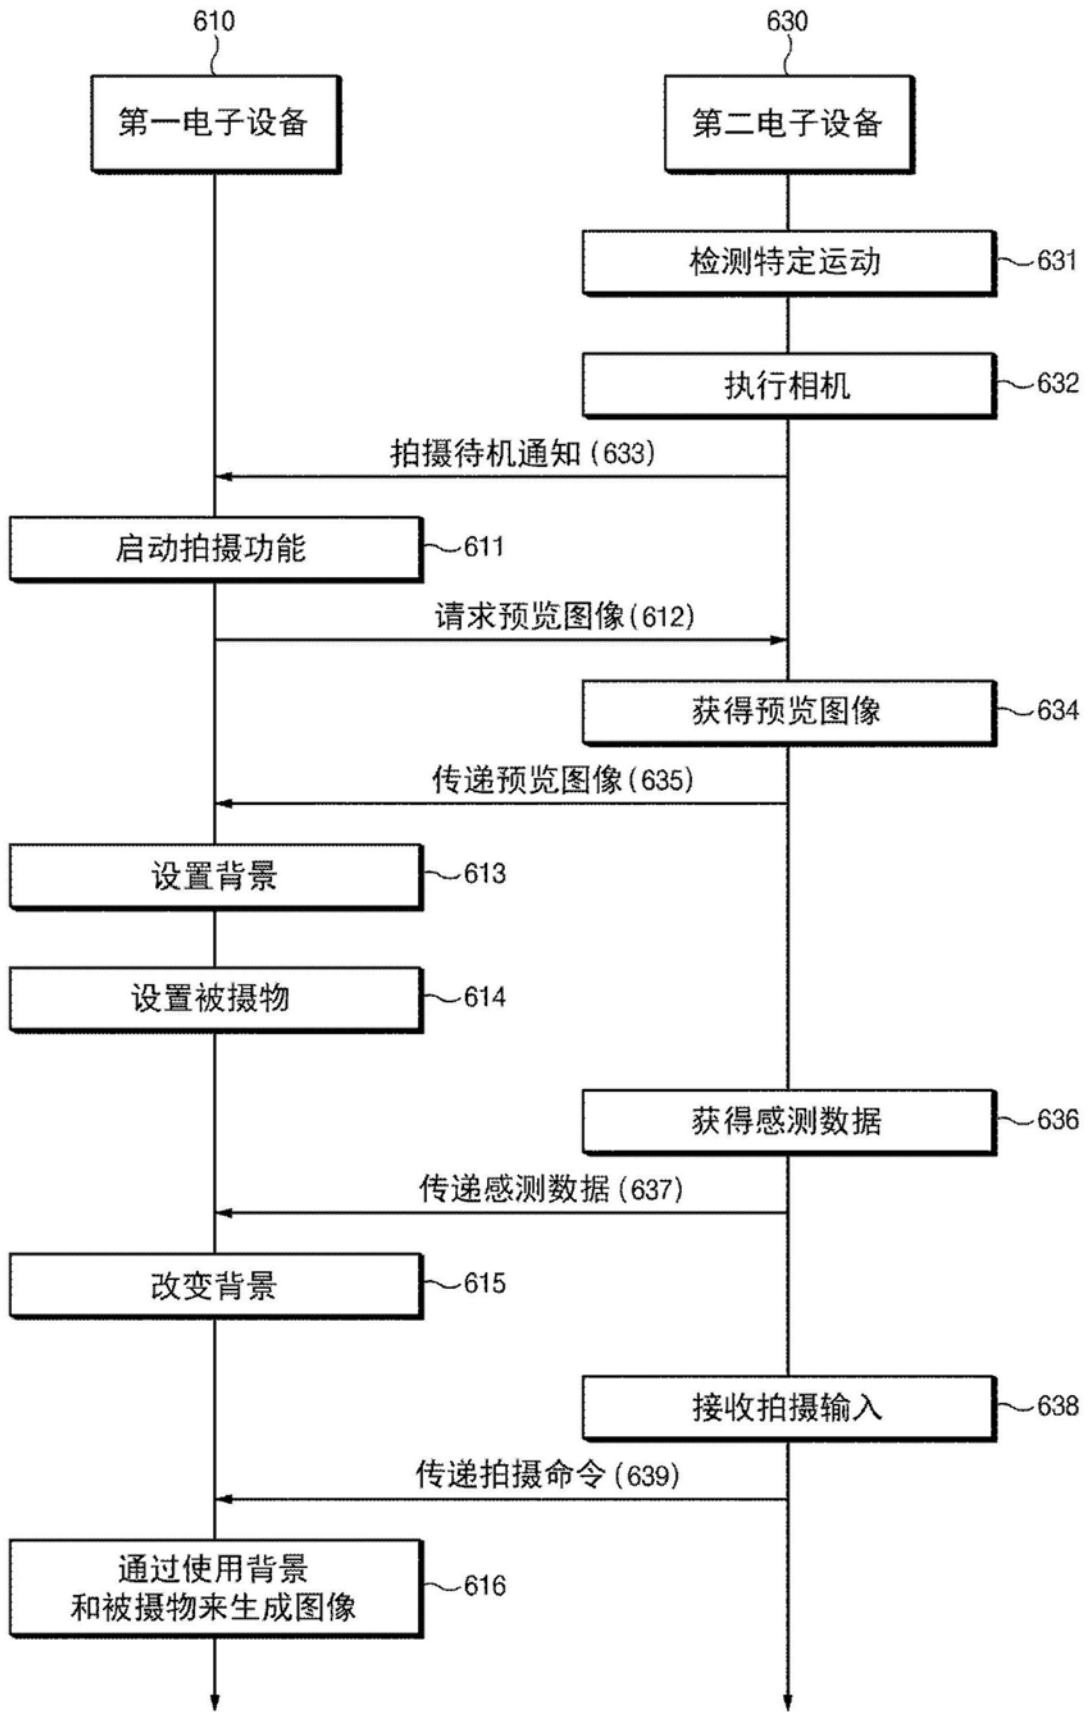 610
630
第一电子设备
第二电子设备
检测特定运动
631
执行相机
632
拍摄待机通知(633)
启动拍摄功能
611
请求预览图像(612)
获得预览图像
634
传递预览图像(635)
设置背景
613
设置被摄物
614
获得感测数据
636
传递感测数据(637)
改变背景
615
接收拍摄输入
638
传递拍摄命令(639)
通过使用背景
和被摄物来生成图像
616